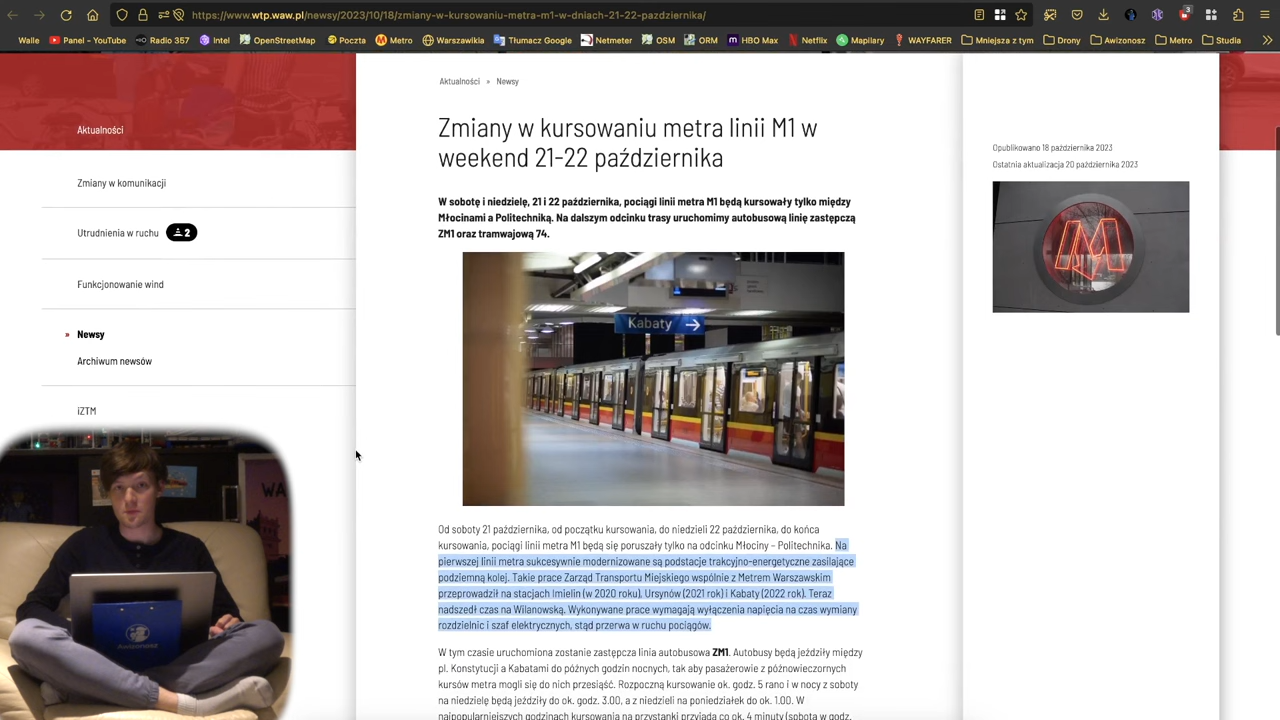 https://www.wtp.waw.pl/newsy/2023/10/18/zmiany-w-kursowaniu-metra-m1-w-dniach-21-22-pazdziernika/
3
Walle Panel - YouTube Radio 357 Intel OpenStreetMap Poczta Metro Warszawikia Tłumacz Google Netmeter OSM ORM HBO Max Netflix Mapilary WAYFARER Mniejsza z tym Drony Awizonosz Metro Studia
Aktualności
Zmiany w komunikacji
Utrudnienia w ruchu 2
Funkcjonowanie wind
» Newsy
Archiwum newsów
iZTM
Aktualności » Newsy
Zmiany w kursowaniu metra linii M1 w
weekend 21-22 października
W sobotę i niedzielę, 21 i 22 października, pociągi linii metra M1 będą kursowały tylko między
Młocinami a Politechniką. Na dalszym odcinku trasy uruchomimy autobusową linię zastępczą
ZM1 oraz tramwajową 74.
Kabaty →
Od soboty 21 października, od początku kursowania, do niedzieli 22 października, do końca
kursowania, pociągi linii metra M1 będą się poruszały tylko na odcinku Młociny – Politechnika. Na
pierwszej linii metra sukcesywnie modernizowane są podstacje trakcyjno-energetyczne zasilające
podziemną kolej. Takie prace Zarząd Transportu Miejskiego wspólnie z Metrem Warszawskim
przeprowadził na stacjach Imielin (w 2020 roku), Ursynów (2021 rok) i Kabaty (2022 rok). Teraz
nadszedł czas na Wilanowską. Wykonywane prace wymagają wyłączenia napięcia na czas wymiany
rozdzielnic i szaf elektrycznych, stąd przerwa w ruchu pociągów.
W tym czasie uruchomiona zostanie zastępcza linia autobusowa ZM1. Autobusy będą jeździły między
pl. Konstytucji a Kabatami do późnych godzin nocnych, tak aby pasażerowie z późnowieczornych
kursów metra mogli się do nich przesiąść. Rozpoczną kursowanie ok. godz. 5 rano i w nocy z soboty
na niedzielę będą jeździły do ok. godz. 3.00, a z niedzieli na poniedziałek do ok. 1.00. W
najpopularniejszych godzinach kursowania na przystanki przyjadą co ok. 4 minuty (sobota w godz.
Opublikowano 18 października 2023
Ostatnia aktualizacja 20 października 2023
M
WA
Awizonosz